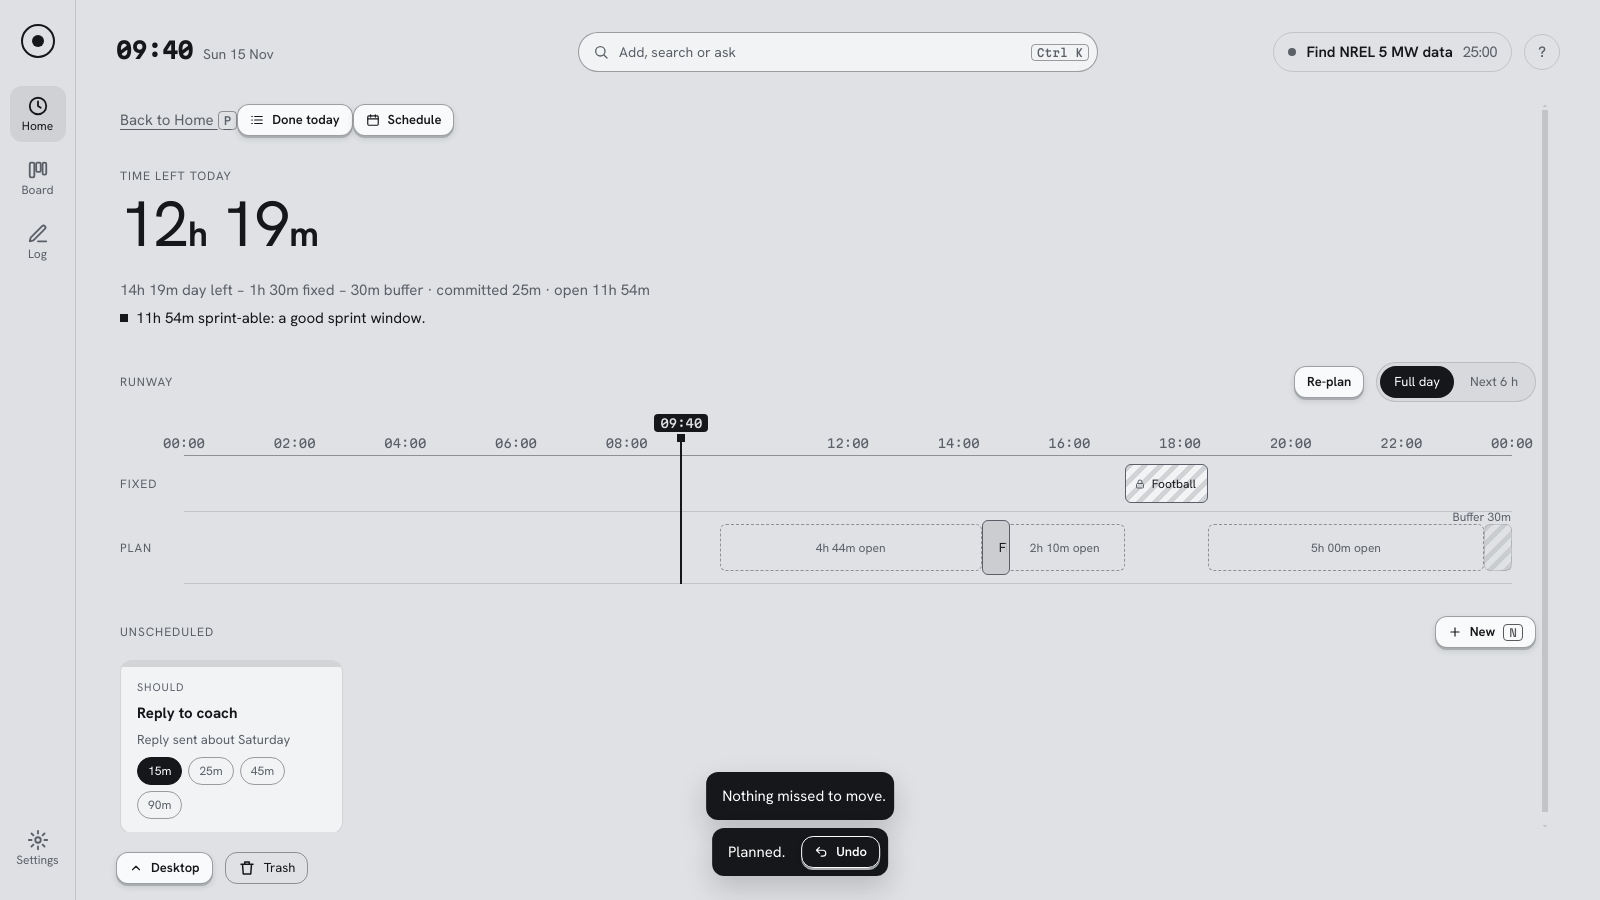 09:40 Sun 15 Nov
Add, search or ask
Ctrl K
Find NREL 5 MW data 25:00
?
Home
Board
Log
Settings
Back to Home P
Done today
Schedule
TIME LEFT TODAY
12h 19m
14h 19m day left – 1h 30m fixed – 30m buffer · committed 25m · open 11h 54m
11h 54m sprint-able: a good sprint window.
RUNWAY
Re-plan
Full day
Next 6 h
09:40
00:00 02:00 04:00 06:00 08:00 12:00 14:00 16:00 18:00 20:00 22:00 00:00
FIXED
Football
Buffer 30m
PLAN
4h 44m open
F
2h 10m open
5h 00m open
UNSCHEDULED
New N
SHOULD
Reply to coach
Reply sent about Saturday
15m 25m 45m
90m
Nothing missed to move.
Planned.
Undo
Desktop
Trash